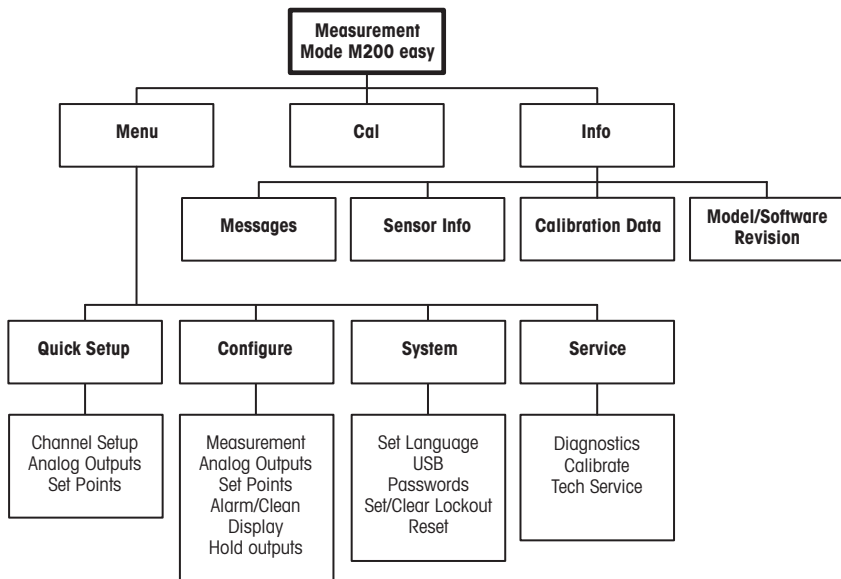 Measurement
Mode M200 easy
Menu
Cal
Info
Messages
Sensor Info
Calibration Data
Model/Software
Revision
Quick Setup
Configure
System
Service
Channel Setup
Analog Outputs
Set Points
Measurement
Analog Outputs
Set Points
Alarm/Clean
Display
Hold outputs
Set Language
USB
Passwords
Set/Clear Lockout
Reset
Diagnostics
Calibrate
Tech Service